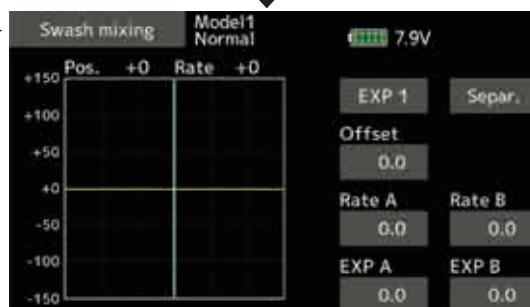 Swash mixing
Model1
Normal
7.9V
Pos. +0 Rate +0
+150
+100
+50
+0
-50
-100
-150
EXP 1
Separ.
Offset
0.0
Rate A Rate B
0.0 0.0
EXP A EXP B
0.0 0.0